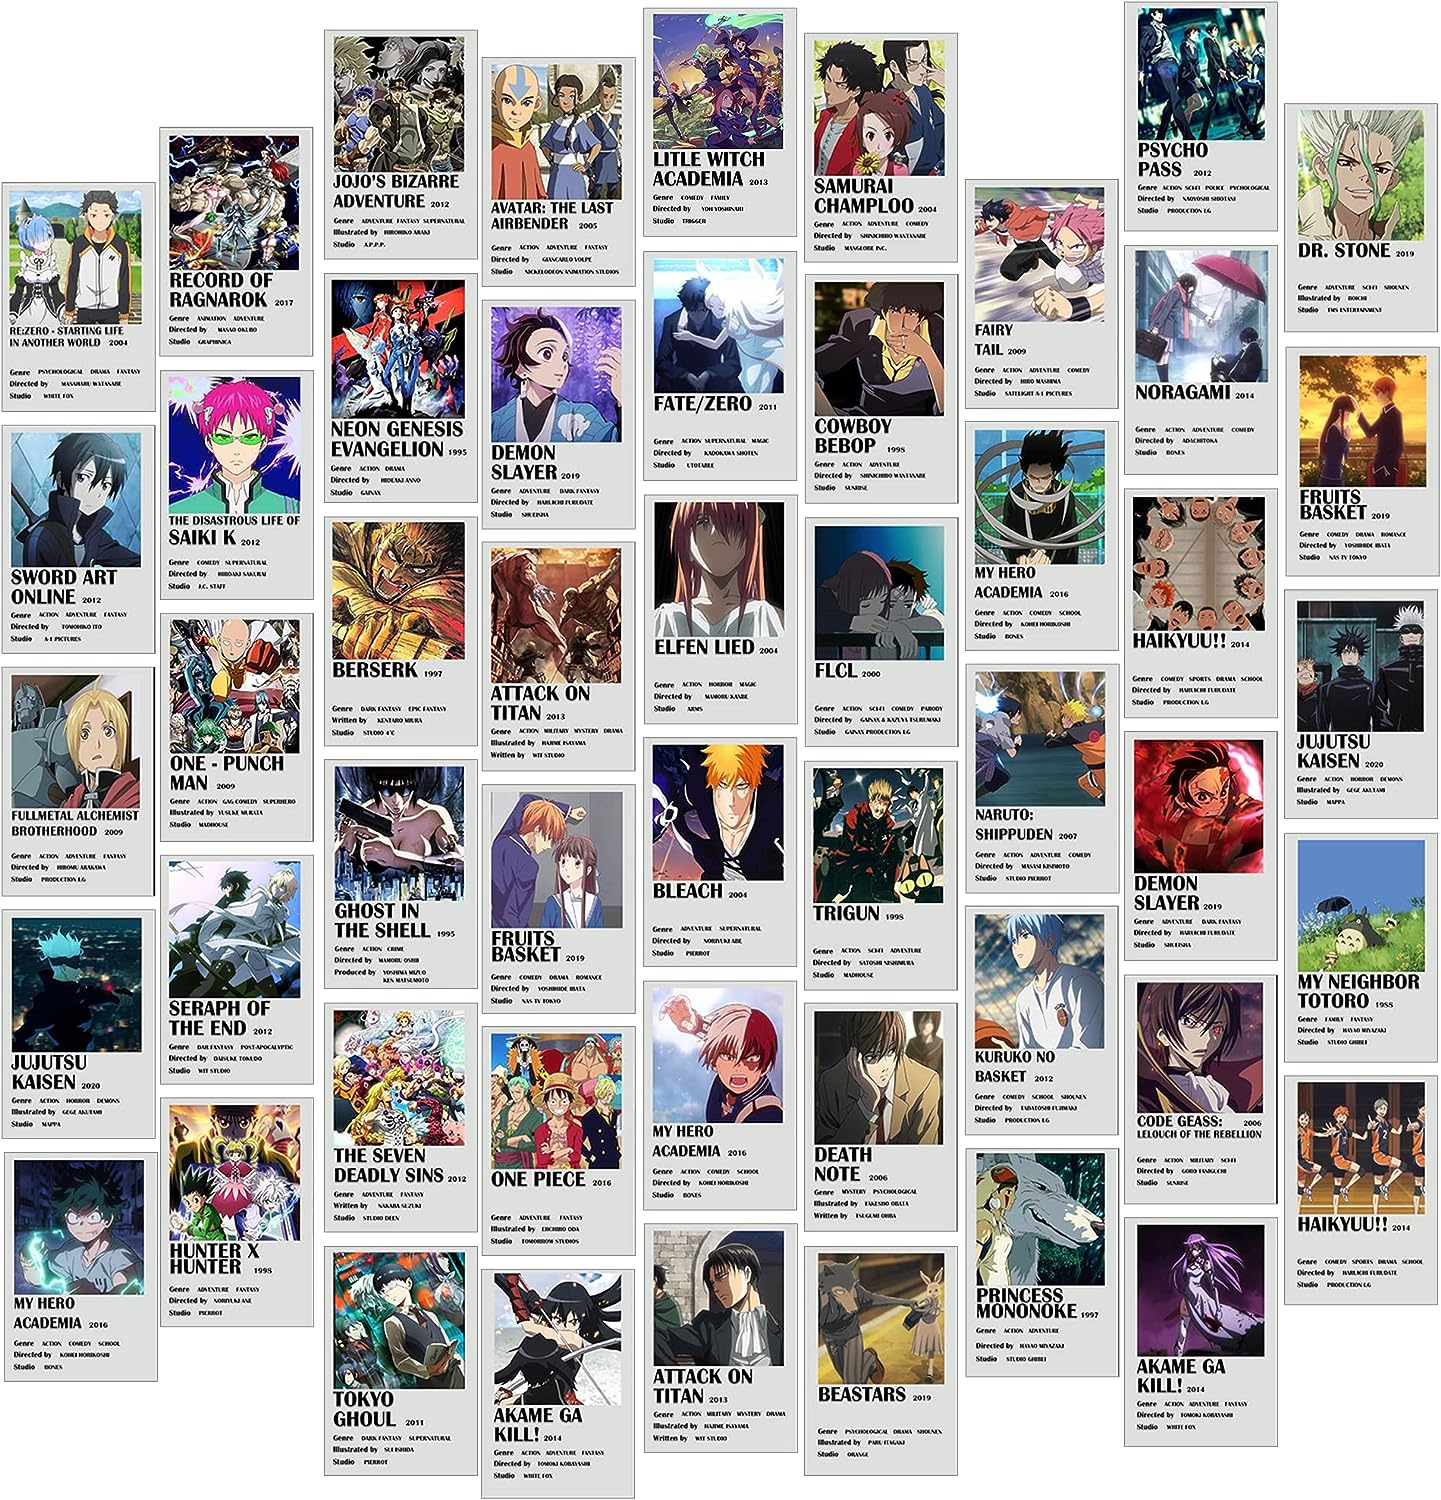 RE:ZERO - STARTING LIFE
IN ANOTHER WORLD 2004
Genre PSYCHOLOGICAL DRAMA FANTASY
Directed by MASAHARU WATANABE
Studio WHITE FOX
SWORD ART
ONLINE 2012
Genre ACTION ADVENTURE FANTASY
Directed by TOMOHIKO ITO
Studio A-1 PICTURES
FULLMETAL ALCHEMIST
BROTHERHOOD 2009
Genre ACTION ADVENTURE FANTASY
Directed by HIROMU ARAKAWA
Studio PRODUCTION I.G
JUJUTSU
KAISEN 2020
Genre ACTION HORROR DEMONS
Illustrated by GEGE AKUTAMI
Studio MAPPA
MY HERO
ACADEMIA 2016
Genre ACTION COMEDY SCHOOL
Directed by KOHEI HORIKOSHI
Studio BONES
RECORD OF
RAGNAROK 2017
Genre ANIMATION ADVENTURE
Directed by MASAO OKUBO
Studio GRAPHINICA
THE DISASTROUS LIFE OF
SAIKI K 2012
Genre COMEDY SUPERNATURAL
Directed by HIROAKI SAKURAI
Studio J.C. STAFF
ONE - PUNCH
MAN 2009
Genre ACTION GAG COMEDY SUPERHERO
Illustrated by YUSUKE MURATA
Studio MADHOUSE
SERAPH OF
THE END 2012
Genre DAR FANTASY POST-APOCALYPTIC
Directed by DAISUKE TOKUDO
Studio WIT STUDIO
HUNTER X
HUNTER 1998
Genre ADVENTURE FANTASY
Directed by NORIYUKI ANE
Studio PIERROT
JOJO'S BIZARRE
ADVENTURE 2012
Genre ADVENTURE FANTASY SUPERNATURAL
Illustrated by HIROHIKO ARAKI
Studio A.P.P.P.
NEON GENESIS
EVANGELION 1995
Genre ACTION DRAMA
Directed by HIDEAKI ANNO
Studio GAINAX
BERSERK 1997
Genre DARK FANTASY EPIC FANTASY
Written by KENTARO MIURA
Studio STUDIO 4°C
GHOST IN
THE SHELL 1995
Genre ACTION CRIME
Directed by MAMORU OSHII
Produced by YOSHIMA MIZUO
KEN MATSUMOTO
THE SEVEN
DEADLY SINS 2012
Genre ADVENTURE FANTASY
Written by NAKABA SUZUKI
Studio STUDIO DEEN
TOKYO
GHOUL 2011
Genre DARK FANTASY SUPERNATURAL
Illustrated by SUI ISHIDA
Studio PIERROT
AVATAR: THE LAST
AIRBENDER 2005
Genre ACTION ADVENTURE FANTASY
Directed by GIANCARLO VOLPE
Studio NICKELODEON ANIMATION STUDIOS
DEMON
SLAYER 2019
Genre ADVENTURE DARK FANTASY
Directed by HARUICHI FURUDATE
Studio SHUEISHA
ATTACK ON
TITAN 2013
Genre ACTION MILITARY MYSTERY DRAMA
Illustrated by HAJIME ISAYAMA
Written by WIT STUDIO
FRUITS
BASKET 2019
Genre COMEDY DRAMA ROMANCE
Directed by YOSHIHIDE IBATA
Studio NAS TV TOKYO
ONE PIECE 2016
Genre ADVENTURE FANTASY
Illustrated by EIICHIRO ODA
Studio TOMORROW STUDIOS
AKAME GA
KILL! 2014
Genre ACTION ADVENTURE FANTASY
Directed by TOMOKI KOBAYASHI
Studio WHITE FOX
LITLE WITCH
ACADEMIA 2013
Genre COMEDY FAMILY
Directed by YOH YOSHINARI
Studio TRIGGER
FATE/ZERO 2011
Genre ACTION SUPERNATURAL MAGIC
Directed by KADOKAWA SHOTEN
Studio UTOTABLE
ELFEN LIED 2004
Genre ACTION HORROR MAGIC
Directed by MAMORU KANBE
Studio ARMS
BLEACH 2004
Genre ADVENTURE SUPERNATURAL
Directed by NORIYUKI ABE
Studio PIERROT
MY HERO
ACADEMIA 2016
Genre ACTION COMEDY SCHOOL
Directed by KOHEI HORIKOSHI
Studio BONES
ATTACK ON
TITAN 2013
Genre ACTION MILITARY MYSTERY DRAMA
Illustrated by HAJIME ISAYAMA
Written by WIT STUDIO
SAMURAI
CHAMPLOO 2004
Genre ACTION ADVENTURE COMEDY
Directed by SHINICHIRO WANTANABE
Studio MANGLOBE INC.
COWBOY
BEBOP 1998
Genre ACTION ADVENTURE
Directed by SHINICHIRO WANTANABE
Studio SUNRISE
FLCL 2000
Genre ACTION SCI-FI COMEDY PARODY
Directed by GAINAX & KAZUYA TSURUMAKI
Studio GAINAX PRODUCTION I.G
TRIGUN 1998
Genre ACTION SCI-FI ADVENTURE
Directed by SATOSHI NISHIMURA
Studio MADHOUSE
DEATH
NOTE 2006
Genre MYSTERY PSYCHOLOGICAL
Illustrated by TAKESHO OBATA
Written by TSUGUMI OHBA
BEASTARS 2019
Genre PSYCHOLOGICAL DRAMA SHOUNEN
Illustrated by PARU ITAGAKI
Studio ORANGE
FAIRY
TAIL 2009
Genre ACTION ADVENTURE COMEDY
Directed by HIRO MASHIMA
Studio SATELIGHT A-1 PICTURES
MY HERO
ACADEMIA 2016
Genre ACTION COMEDY SCHOOL
Directed by KOHEI HORIKOSHI
Studio BONES
NARUTO:
SHIPPUDEN 2007
Genre ACTION ADVENTURE COMEDY
Directed by MASASI KISIMOTO
Studio STUDIO PIERROT
KURUKO NO
BASKET 2012
Genre COMEDY SCHOOL SHOUNEN
Directed by TADATOSHI FUJIMAKI
Studio PRODUCTION I.G
PRINCESS
MONONOKE 1997
Genre ACTION ADVENTURE
Directed by HAYAO MIYAZAKI
Studio STUDIO GHIBLI
PSYCHO
PASS 2012
Genre ACTION SCI-FI POLICE PYCHOLOGICAL
Directed by NAOYOSHI SHIOTANI
Studio PRODUCTION I.G
NORAGAMI 2014
Genre ACTION ADVENTURE COMEDY
Directed by ADACHITOKA
Studio BONES
HAIKYUU!! 2014
Genre COMEDY SPORTS DRAMA SCHOOL
Directed by HARUICHI FURUDATE
Studio PRODUCTION I.G
DEMON
SLAYER 2019
Genre ADVENTURE DARK FANTASY
Directed by HARUICHI FURUDATE
Studio SHUEISHA
CODE GEASS: 2006
LELOUCH OF THE REBELLION
Genre ACTION MILITARY SCI-FI
Directed by GORO TANIGUCHI
Studio SUNRISE
AKAME GA
KILL! 2014
Genre ACTION ADVENTURE FANTASY
Directed by TOMOKI KOBAYASHI
Studio WHITE FOX
DR. STONE 2019
Genre ADVENTURE SCI-FI SHOUNEN
Illustrated by BOICHI
Studio TMS ENTERTAINMENT
FRUITS
BASKET 2019
Genre COMEDY DRAMA ROMANCE
Directed by YOSHIHIDE IBATA
Studio NAS TV TOKYO
JUJUTSU
KAISEN 2020
Genre ACTION HORROR DEMONS
Directed by GEGE AKUTAMI
Studio MAPPA
MY NEIGHBOR
TOTORO 1988
Genre FAMILY FANTASY
Directed by HAYAO MIYAZAKI
Studio STUDIO GHIBLI
HAIKYUU!! 2014
Genre COMEDY SPORTS DRAMA SCHOOL
Directed by HARUICHI FURUDATE
Studio PRODUCTION I.G